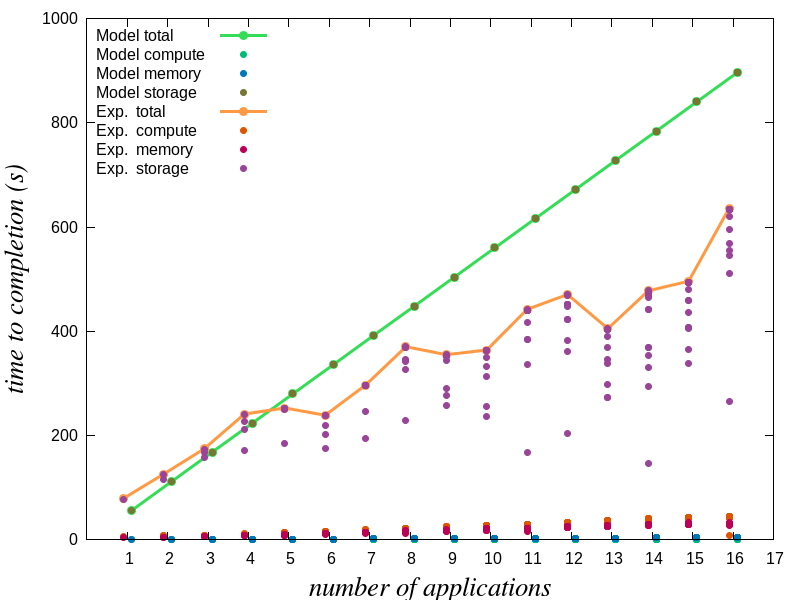 1000
800
600
400
200
0
time to completion (s)
Model total
Model compute
Model memory
Model storage
Exp. total
Exp. compute
Exp. memory
Exp. storage
1 2 3 4 5 6 7 8 9 10 11 12 13 14 15 16 17
number of applications